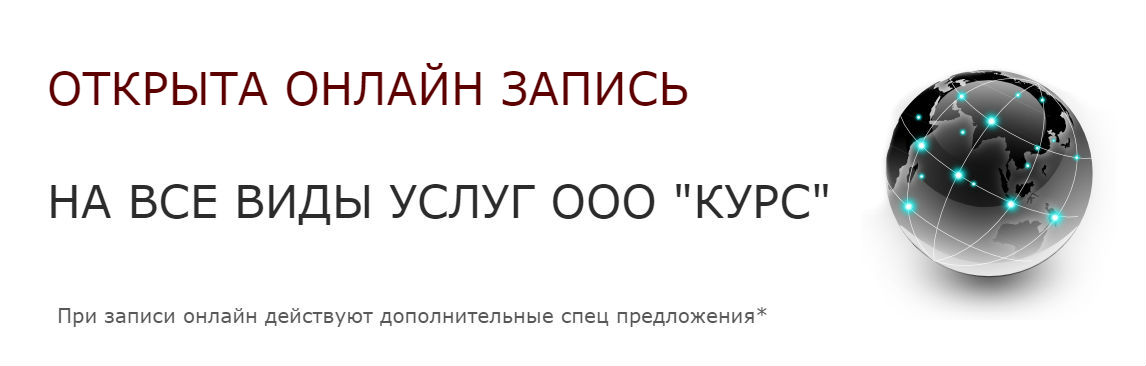 ОТКРЫТА ОНЛАЙН ЗАПИСЬ
НА ВСЕ ВИДЫ УСЛУГ ООО "КУРС"
При записи онлайн действуют дополнительные спец предложения*